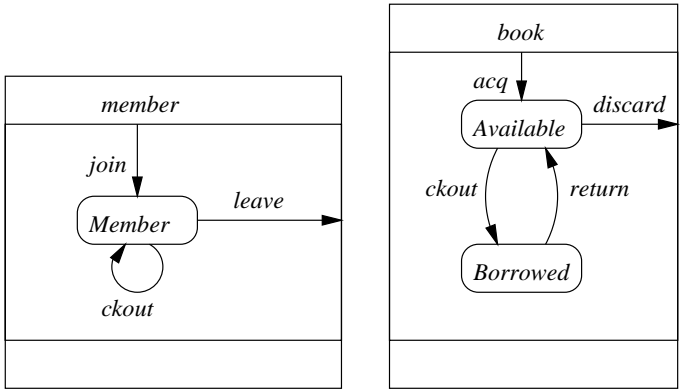 member
join
leave
Member
ckout
book
acq
discard
Available
ckout
return
Borrowed